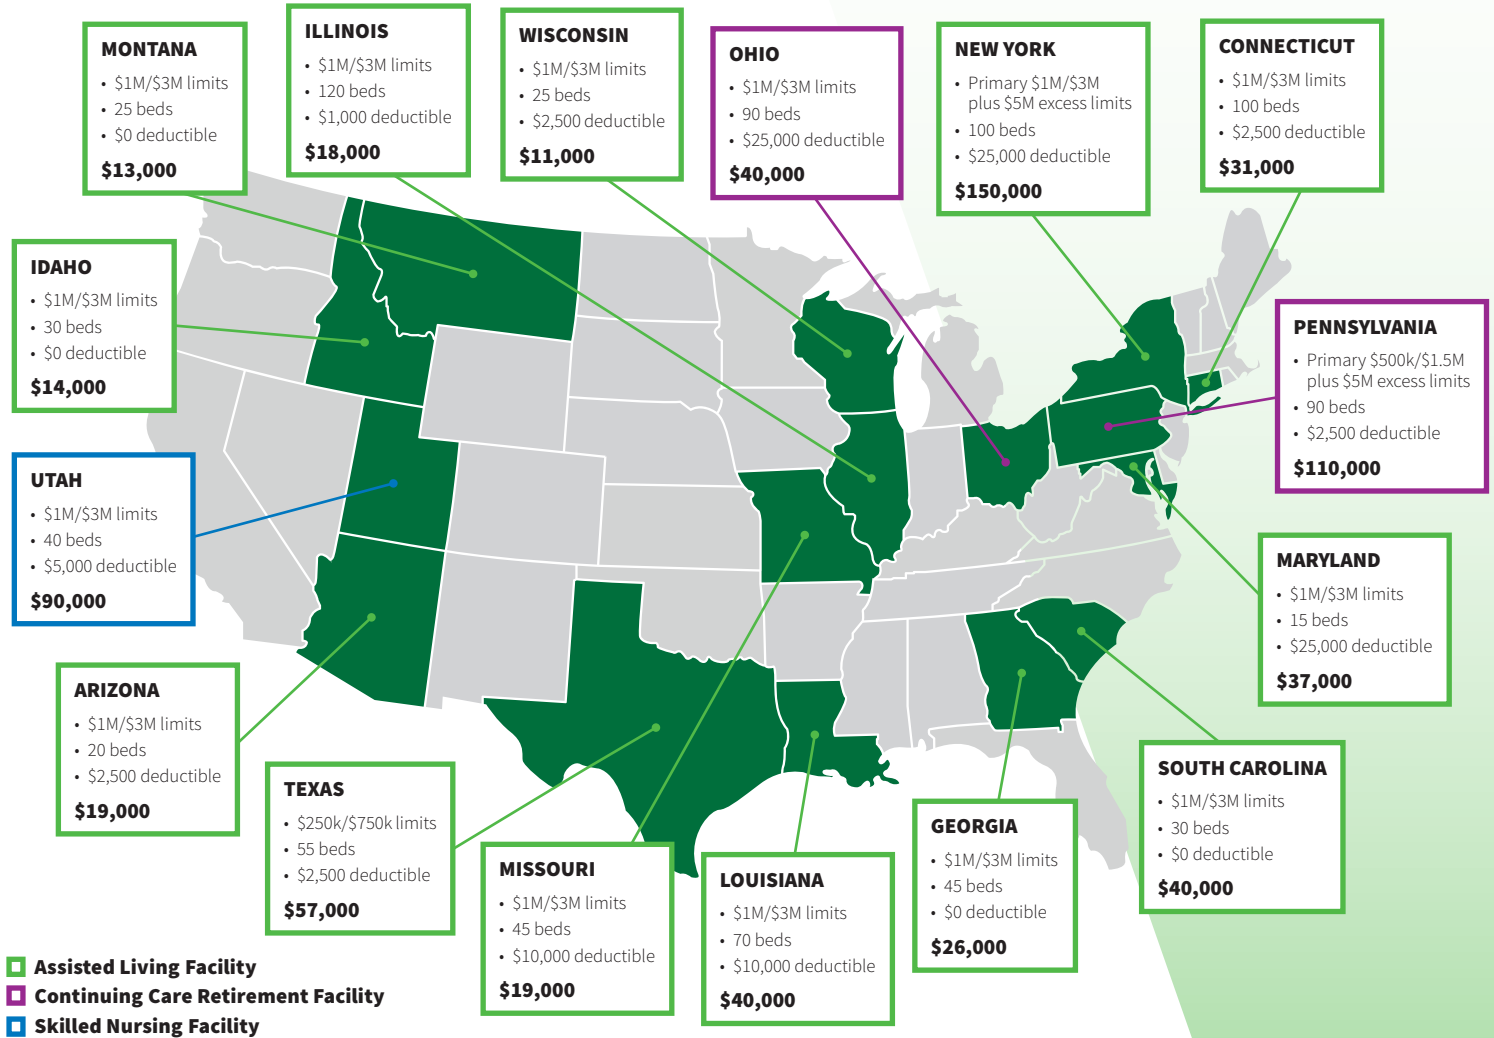 MONTANA
• $1M/$3M limits
• 25 beds
• $0 deductible
$13,000
ILLINOIS
• $1M/$3M limits
• 120 beds
• $1,000 deductible
$18,000
WISCONSIN
• $1M/$3M limits
• 25 beds
• $2,500 deductible
$11,000
OHIO
• $1M/$3M limits
• 90 beds
• $25,000 deductible
$40,000
NEW YORK
• Primary $1M/$3M
plus $5M excess limits
• 100 beds
• $25,000 deductible
$150,000
CONNECTICUT
• $1M/$3M limits
• 100 beds
• $2,500 deductible
$31,000
IDAHO
• $1M/$3M limits
• 30 beds
• $0 deductible
$14,000
PENNSYLVANIA
• Primary $500k/$1.5M
plus $5M excess limits
• 90 beds
• $2,500 deductible
$110,000
UTAH
• $1M/$3M limits
• 40 beds
• $5,000 deductible
$90,000
MARYLAND
• $1M/$3M limits
• 15 beds
• $25,000 deductible
$37,000
ARIZONA
• $1M/$3M limits
• 20 beds
• $2,500 deductible
$19,000
TEXAS
• $250k/$750k limits
• 55 beds
• $2,500 deductible
$57,000
MISSOURI
• $1M/$3M limits
• 45 beds
• $10,000 deductible
$19,000
LOUISIANA
• $1M/$3M limits
• 70 beds
• $10,000 deductible
$40,000
GEORGIA
• $1M/$3M limits
• 45 beds
• $0 deductible
$26,000
SOUTH CAROLINA
• $1M/$3M limits
• 30 beds
• $0 deductible
$40,000
Assisted Living Facility
Continuing Care Retirement Facility
Skilled Nursing Facility